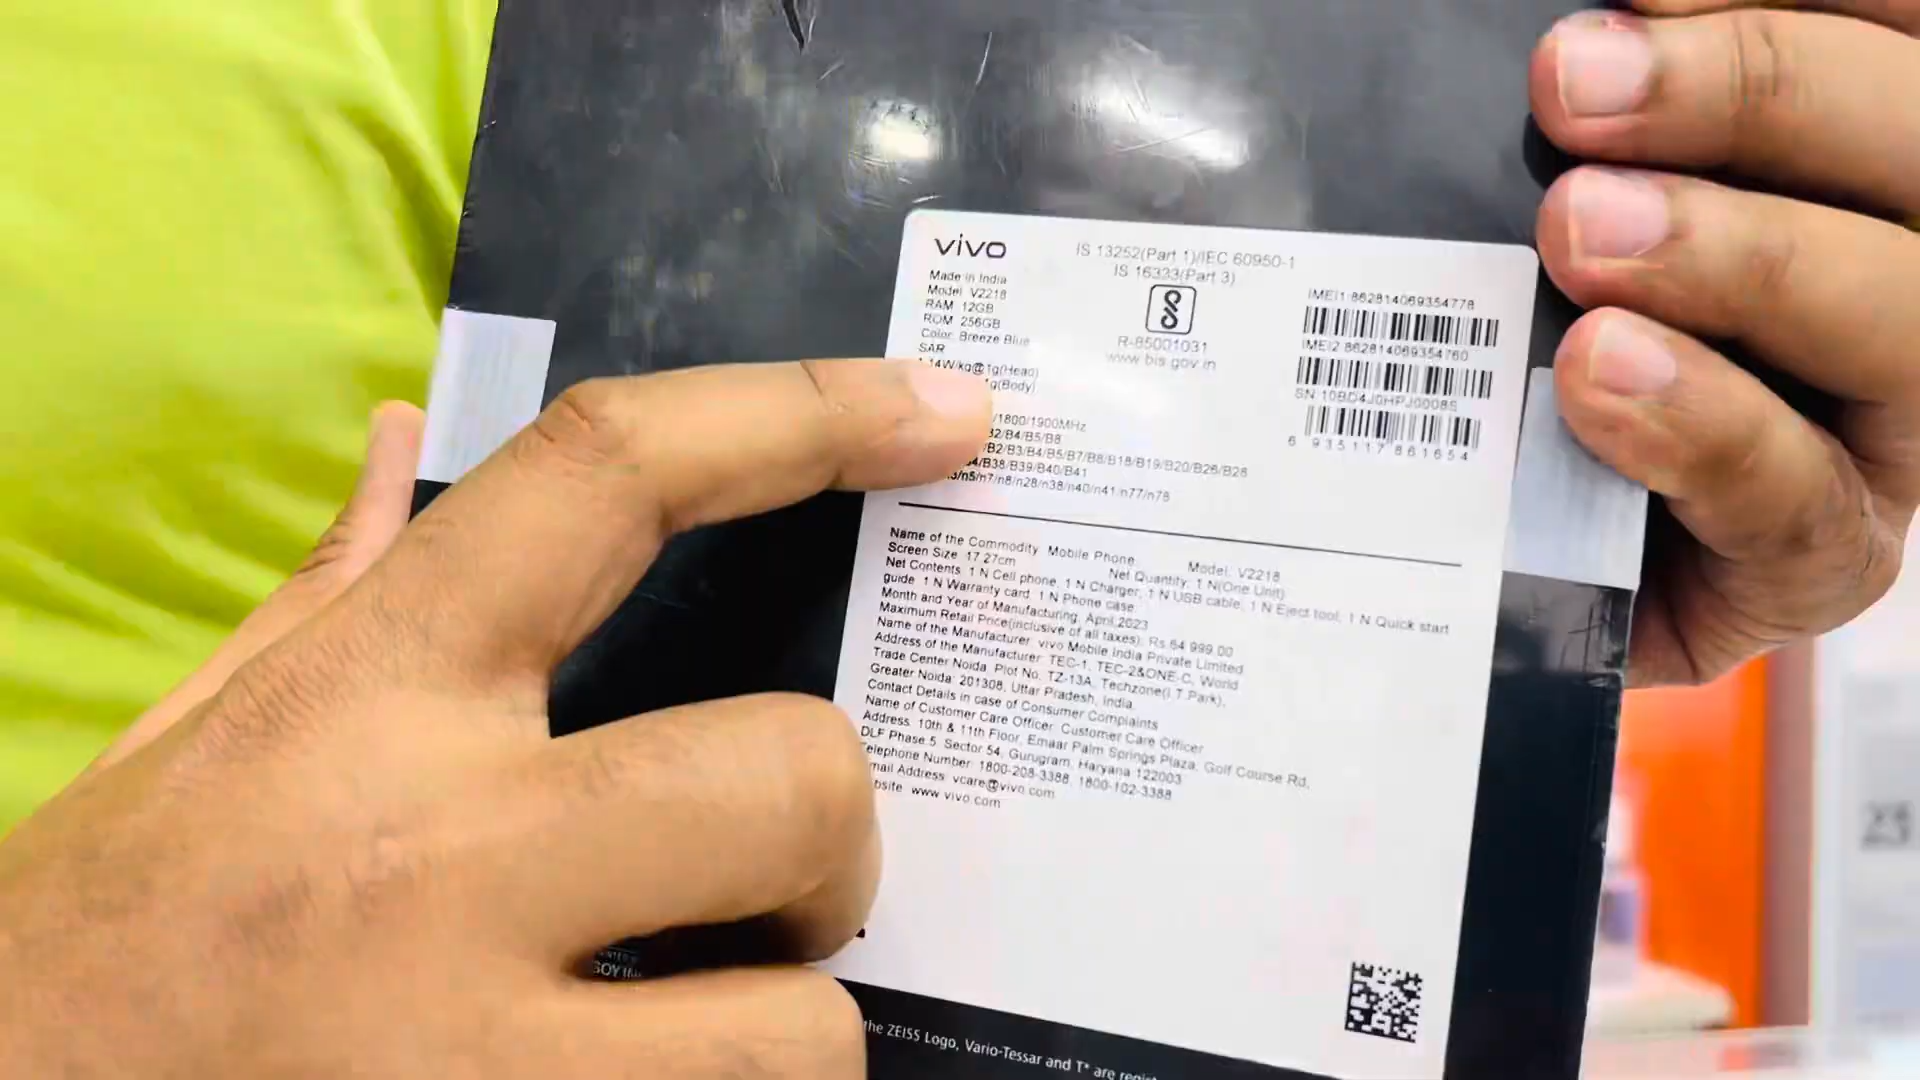 vivo
Made in India
Model: V2218
RAM: 12GB
ROM: 256GB
Color: Breeze Blue
SAR
14W/kg@1g(Head)
1g(Body)
/1800/1900MHz
B2/B4/B5/B8
/B2/B3/B4/B5/B7/B8/B18/B19/B20/B26/B28
/B38/B39/B40/B41
/n5/n7/n8/n28/n38/n40/n41/n77/n78
IS 13252(Part 1)/IEC 60950-1
IS 16333(Part 3)
R-85001031
www.bis.gov.in
IMEI1:862814069354778
IMEI2:862814069354760
SN:10BD4J0HPJ0008S
6 935117 861654
Name of the Commodity: Mobile Phone Model: V2218
Screen Size: 17.27cm Net Quantity: 1 N(One Unit)
Net Contents: 1 N Cell phone, 1 N Charger, 1 N USB cable, 1 N Eject tool, 1 N Quick start
guide, 1 N Warranty card, 1 N Phone case
Month and Year of Manufacturing: April,2023
Maximum Retail Price(inclusive of all taxes): Rs.64,999.00
Name of the Manufacturer: vivo Mobile India Private Limited
Address of the Manufacturer: TEC-1, TEC-2&ONE-C, World
Trade Center Noida, Plot No. TZ-13A, Techzone(I.T.Park),
Greater Noida: 201308, Uttar Pradesh, India.
Contact Details in case of Consumer Complaints
Name of Customer Care Officer: Customer Care Officer
Address: 10th & 11th Floor, Emaar Palm Springs Plaza, Golf Course Rd,
DLF Phase 5, Sector 54, Gurugram, Haryana 122003
Telephone Number: 1800-208-3388, 1800-102-3388
mail Address: vcare@vivo.com
bsite: www.vivo.com
the ZEISS Logo, Vario-Tessar and T* are regist
SOY IN
23